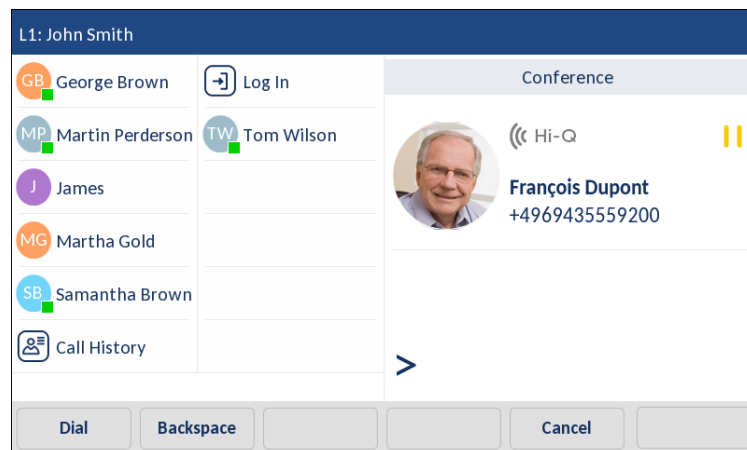 L1: John Smith
GB George Brown
Log In
MP Martin Perderson
TW Tom Wilson
J James
MG Martha Gold
SB Samantha Brown
Call History
Conference
Hi-Q
François Dupont
+4969435559200
>
Dial
Backspace
Cancel